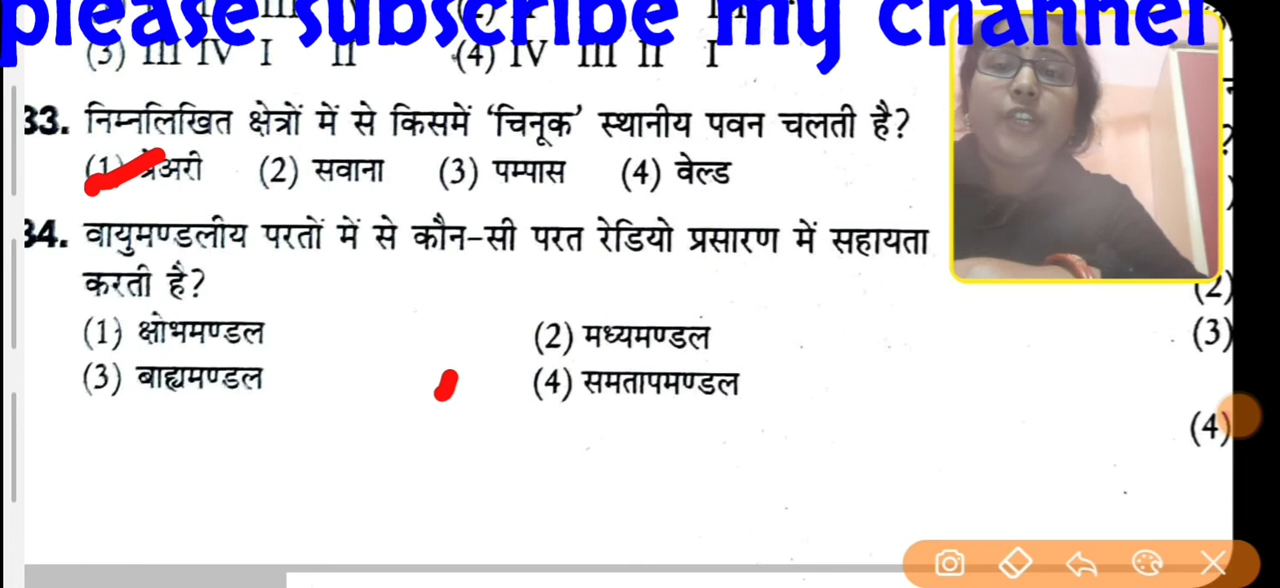 please subscribe my channel
(3) III IV I II (4) IV III II I
33. निम्नलिखित क्षेत्रों में से किसमें ‘चिनूक’ स्थानीय पवन चलती है?
(1) प्रेअरी (2) सवाना (3) पम्पास (4) वेल्ड
34. वायुमण्डलीय परतों में से कौन-सी परत रेडियो प्रसारण में सहायता
करती है?
(1) क्षोभमण्डल (2) मध्यमण्डल
(3) बाह्यमण्डल (4) समतापमण्डल
(2)
(3)
(4)